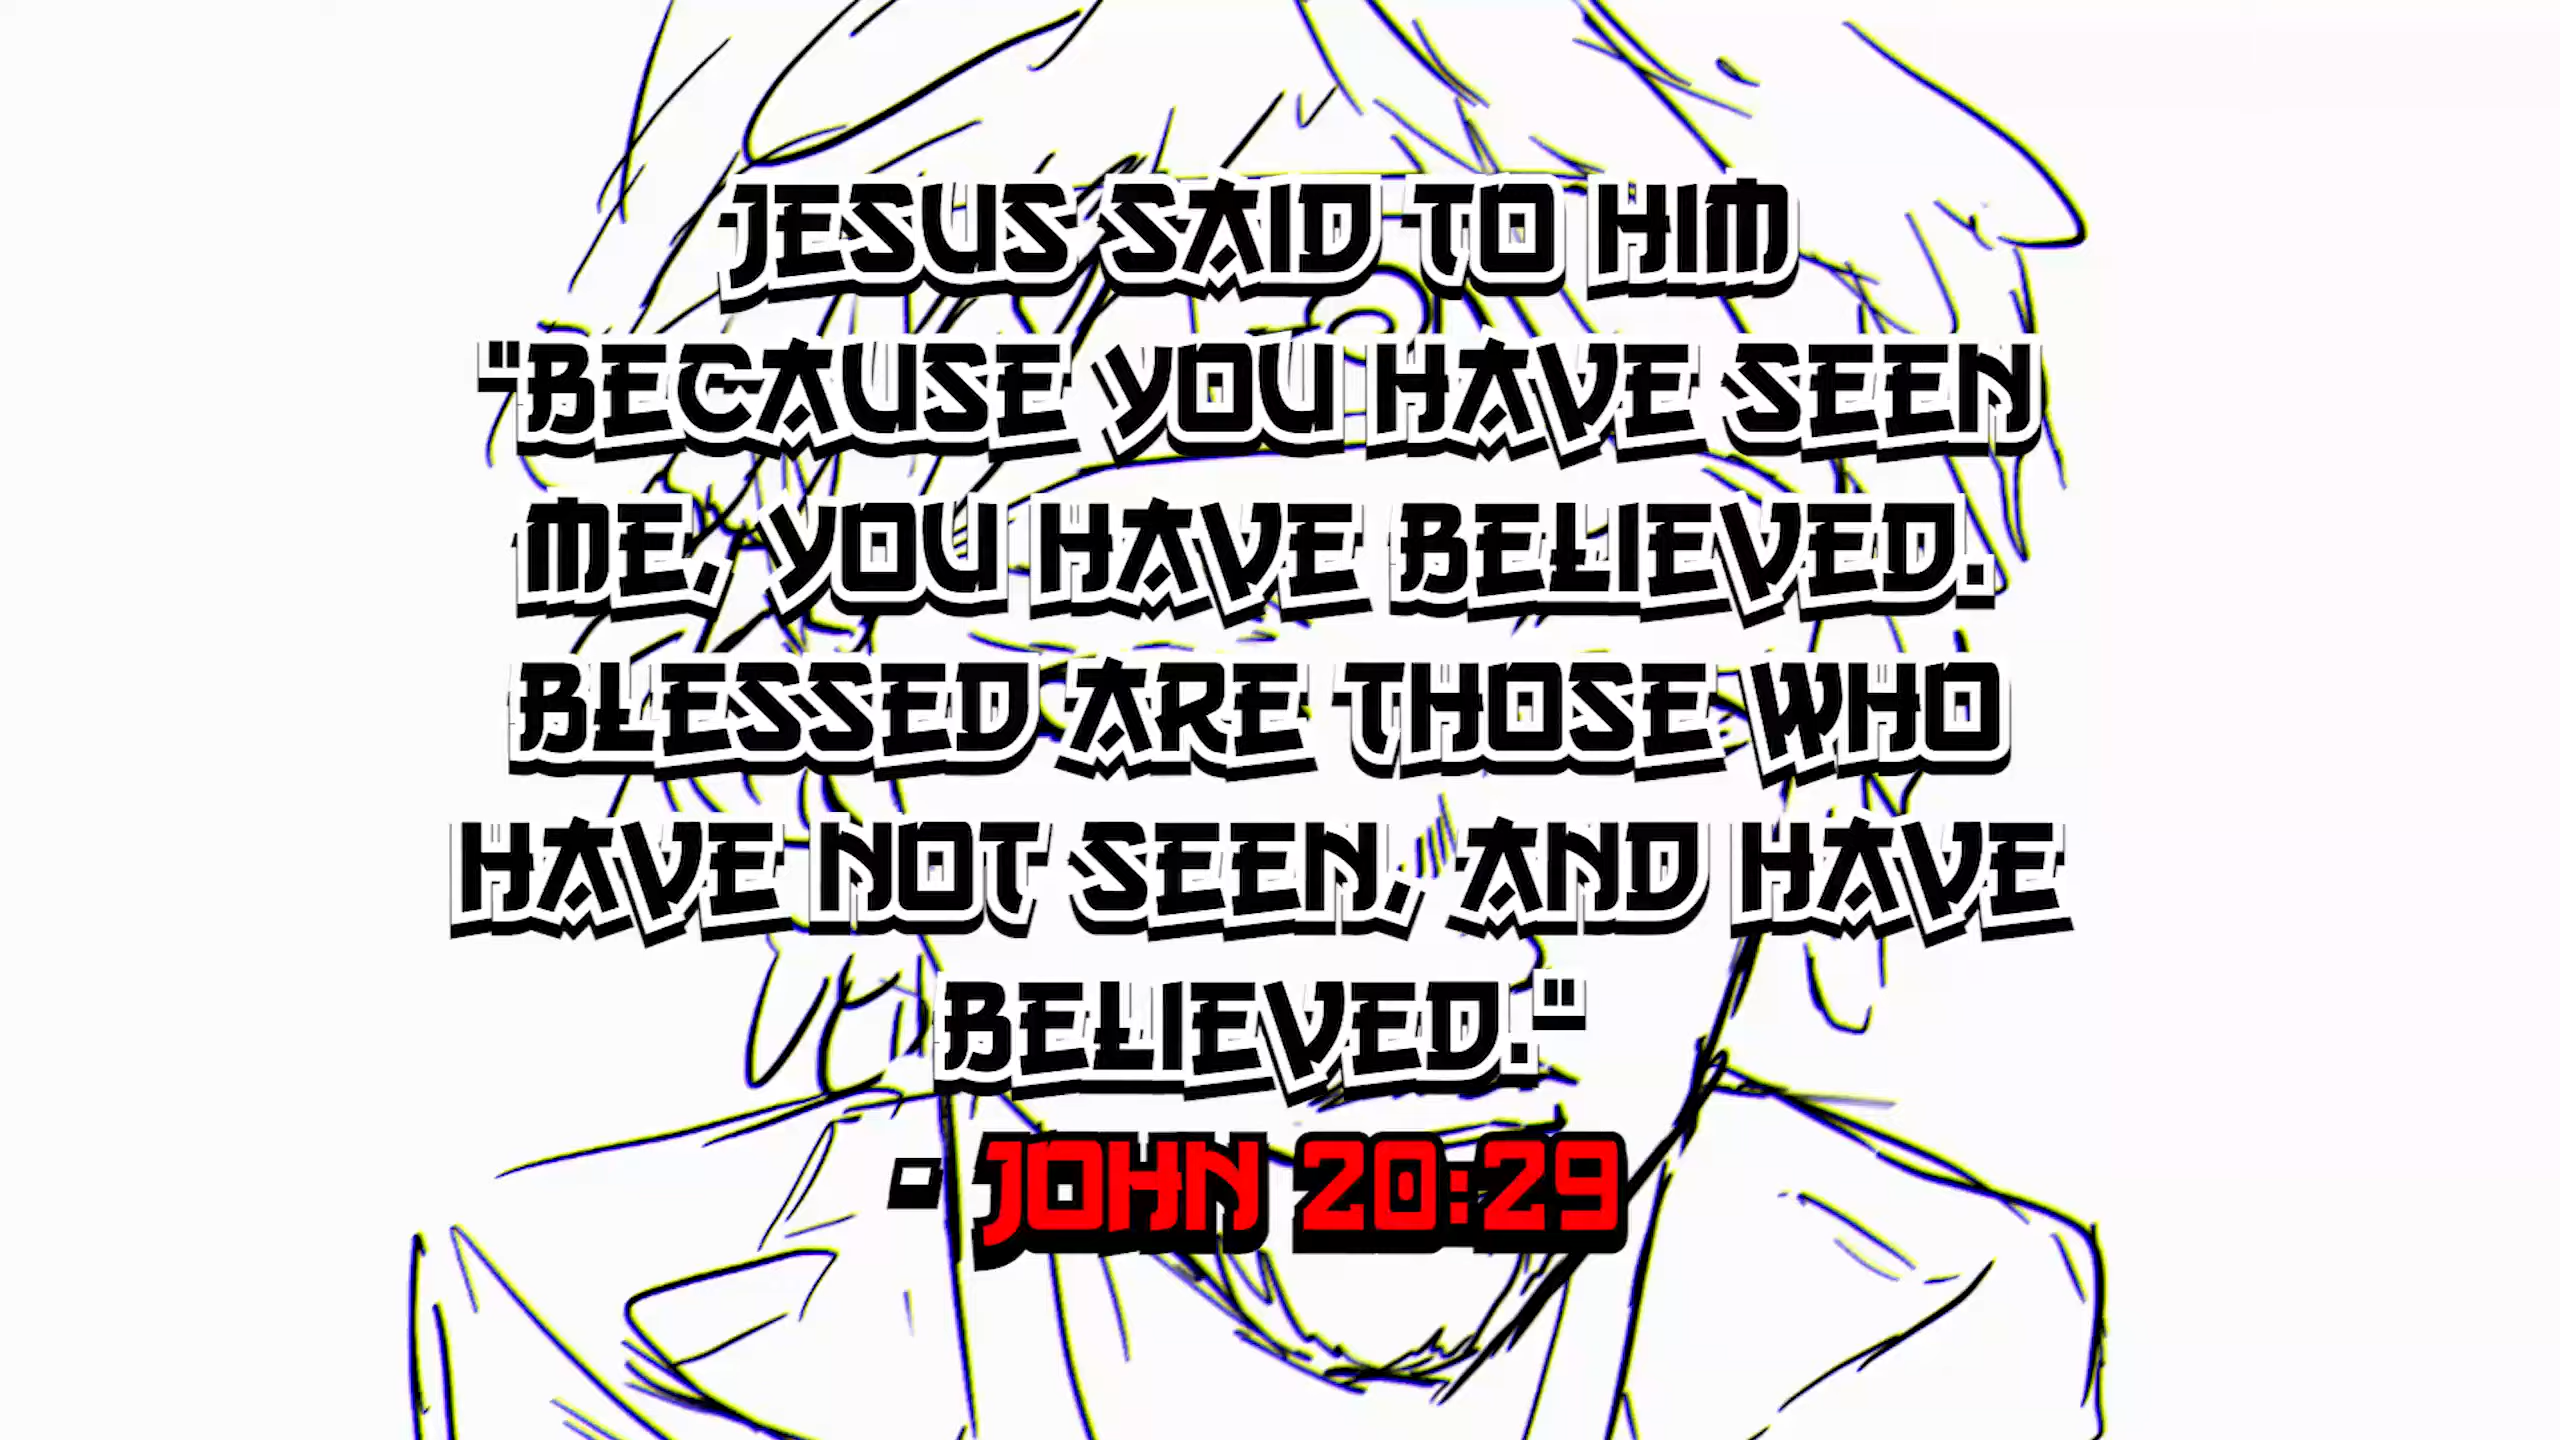 JESUS SAID TO HIM
"BECAUSE YOU HAVE SEEN
ME, YOU HAVE BELIEVED.
BLESSED ARE THOSE WHO
HAVE NOT SEEN, AND HAVE
BELIEVED."
- JOHN 20:29